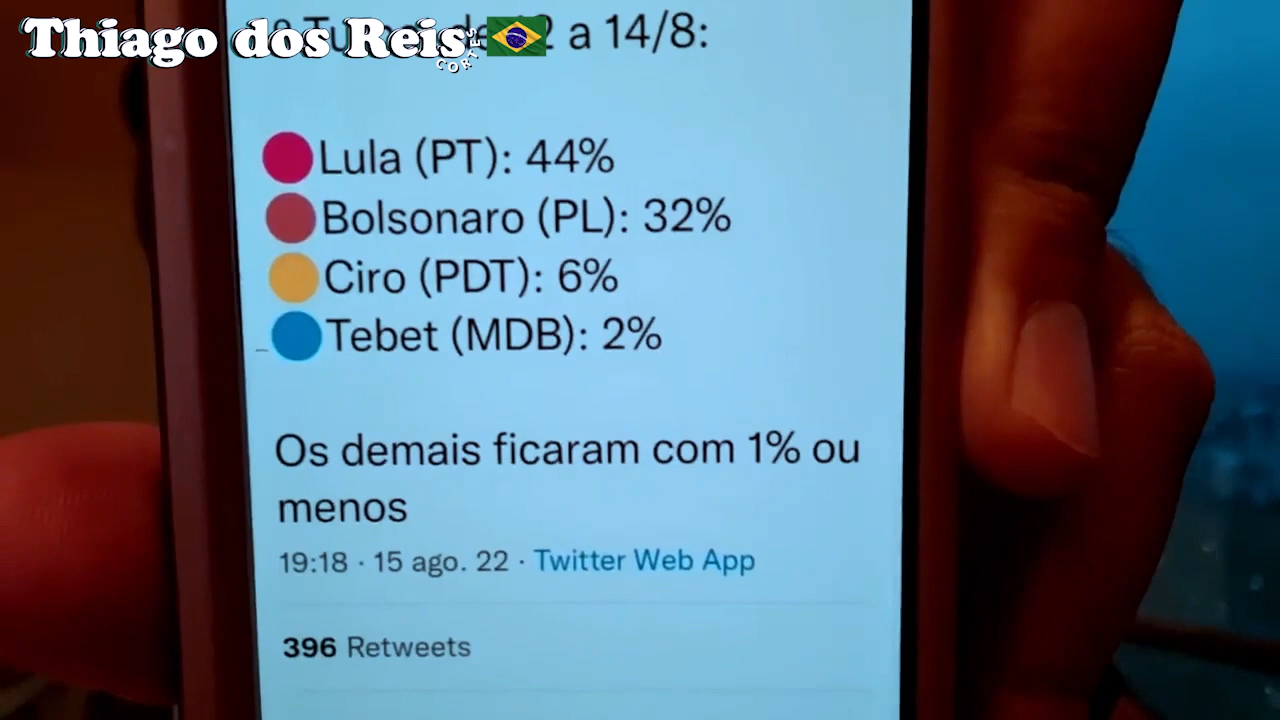 Thiago dos Reis
CORTES
a 14/8:
Lula (PT): 44%
Bolsonaro (PL): 32%
Ciro (PDT): 6%
Tebet (MDB): 2%
Os demais ficaram com 1% ou
menos
19:18 · 15 ago. 22 · Twitter Web App
396 Retweets